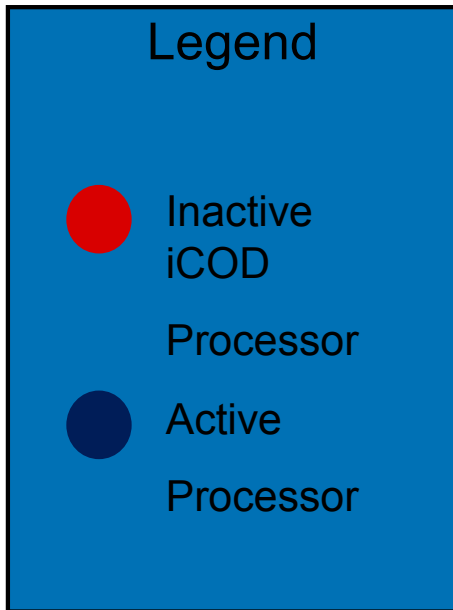 Legend
Inactive
iCOD
Processor
Active
Processor